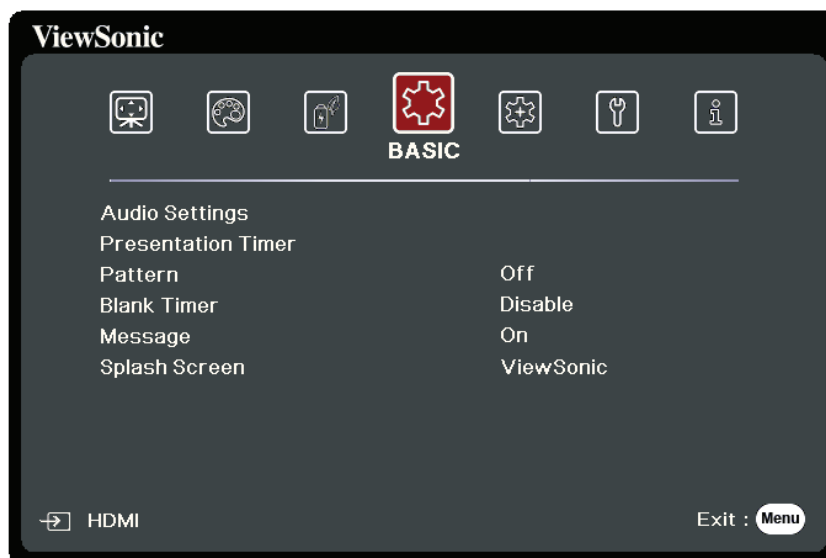 ViewSonic
BASIC
Audio Settings
Presentation Timer
Pattern Off
Blank Timer Disable
Message On
Splash Screen ViewSonic
HDMI Exit : Menu